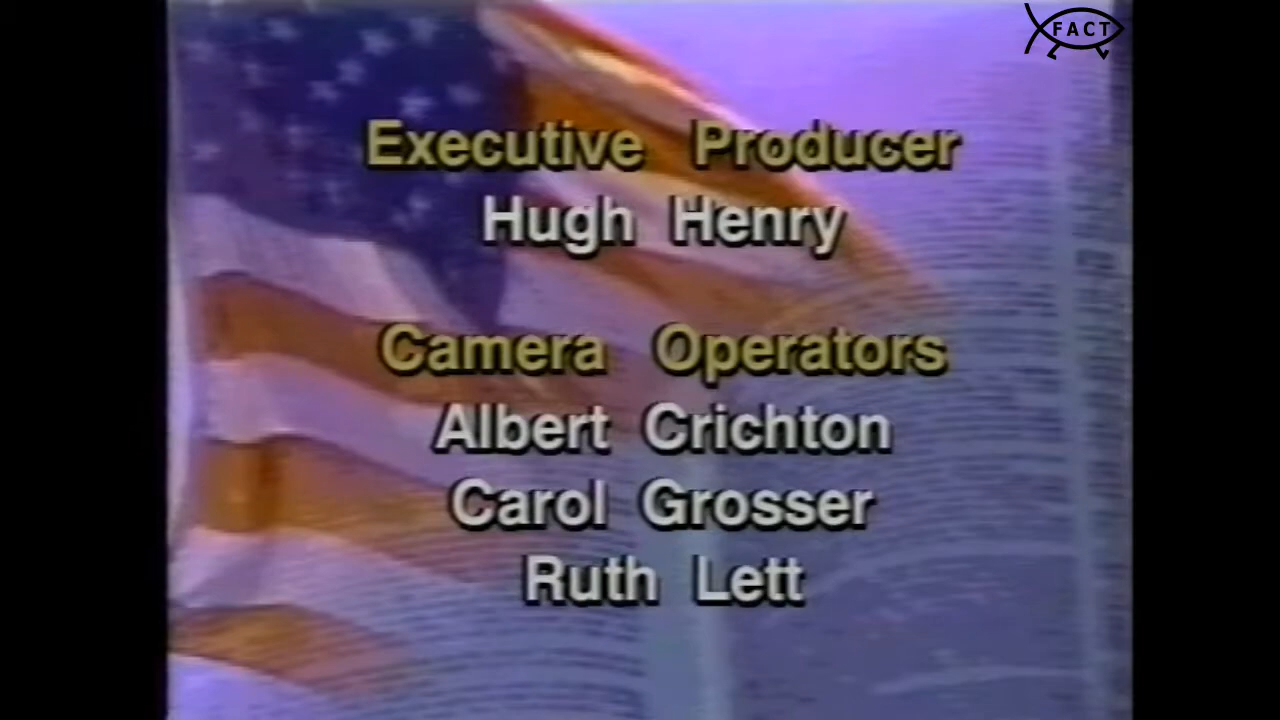 FACT
Executive Producer
Hugh Henry
Camera Operators
Albert Crichton
Carol Grosser
Ruth Lett